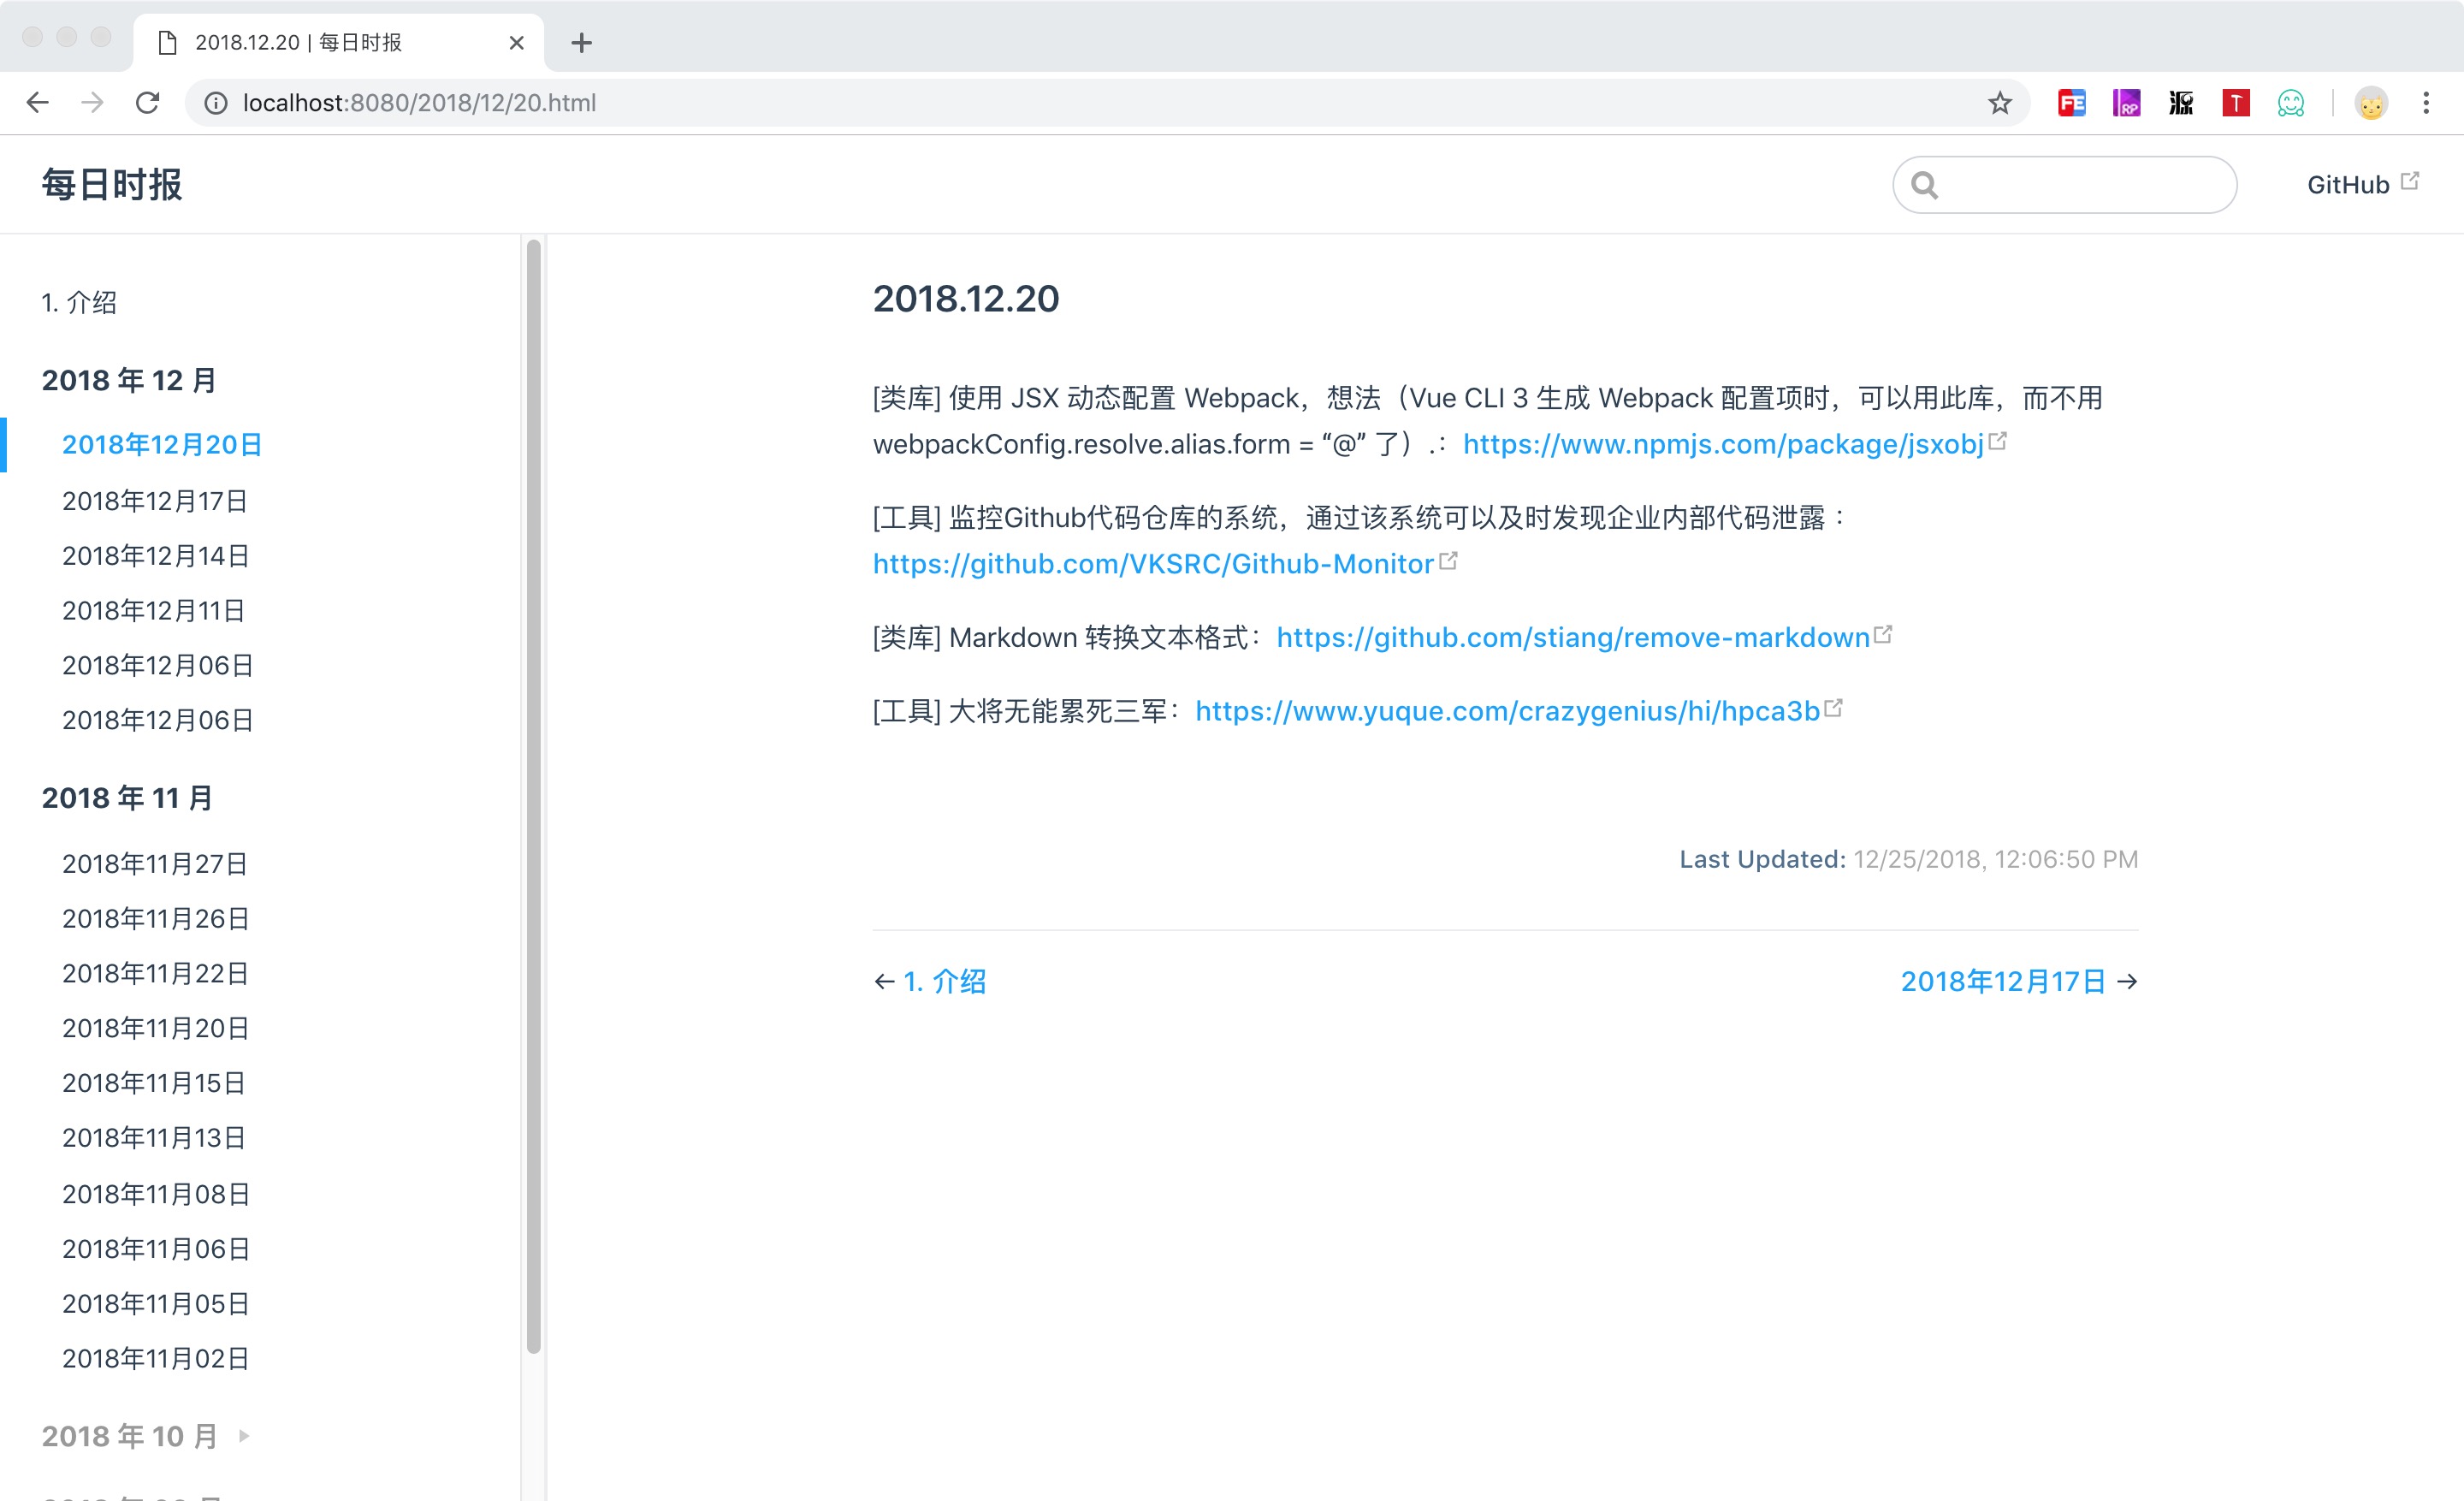 2018.12.20 | 每日时报
localhost:8080/2018/12/20.html
FE
RP
源
T
每日时报
GitHub
1. 介绍
2018 年 12 月
2018年12月20日
2018年12月17日
2018年12月14日
2018年12月11日
2018年12月06日
2018年12月06日
2018 年 11 月
2018年11月27日
2018年11月26日
2018年11月22日
2018年11月20日
2018年11月15日
2018年11月13日
2018年11月08日
2018年11月06日
2018年11月05日
2018年11月02日
2018 年 10 月
2018.12.20
[类库] 使用 JSX 动态配置 Webpack，想法（Vue CLI 3 生成 Webpack 配置项时，可以用此库，而不用
webpackConfig.resolve.alias.form = “@” 了）.：https://www.npmjs.com/package/jsxobj
[工具] 监控Github代码仓库的系统，通过该系统可以及时发现企业内部代码泄露：
https://github.com/VKSRC/Github-Monitor
[类库] Markdown 转换文本格式：https://github.com/stiang/remove-markdown
[工具] 大将无能累死三军：https://www.yuque.com/crazygenius/hi/hpca3b
Last Updated: 12/25/2018, 12:06:50 PM
← 1. 介绍
2018年12月17日 →